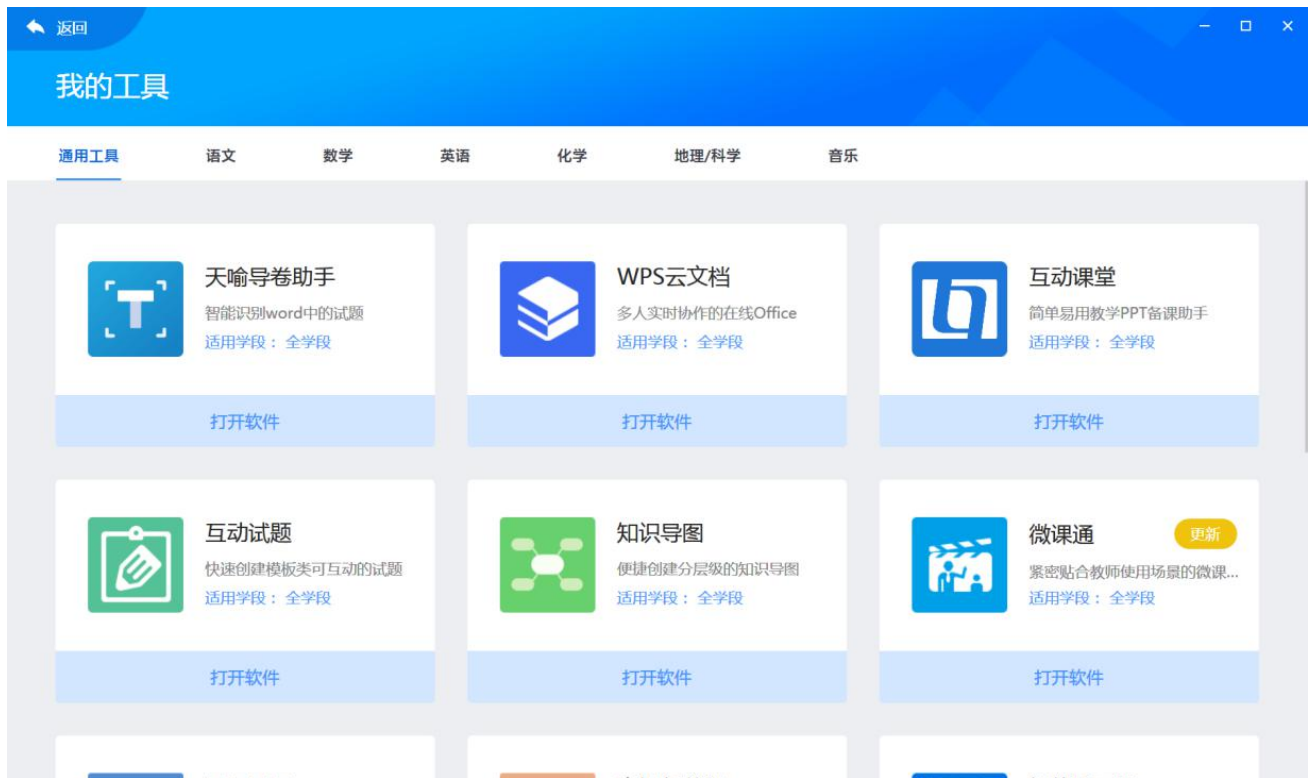 返回
我的工具
通用工具 语文 数学 英语 化学 地理/科学 音乐
天喻导卷助手
智能识别word中的试题
适用学段： 全学段
打开软件
WPS云文档
多人实时协作的在线Office
适用学段： 全学段
打开软件
互动课堂
简单易用教学PPT备课助手
适用学段： 全学段
打开软件
互动试题
快速创建模板类可互动的试题
适用学段： 全学段
打开软件
知识导图
便捷创建分层级的知识导图
适用学段： 全学段
打开软件
微课通 更新
紧密贴合教师使用场景的微课...
适用学段： 全学段
打开软件